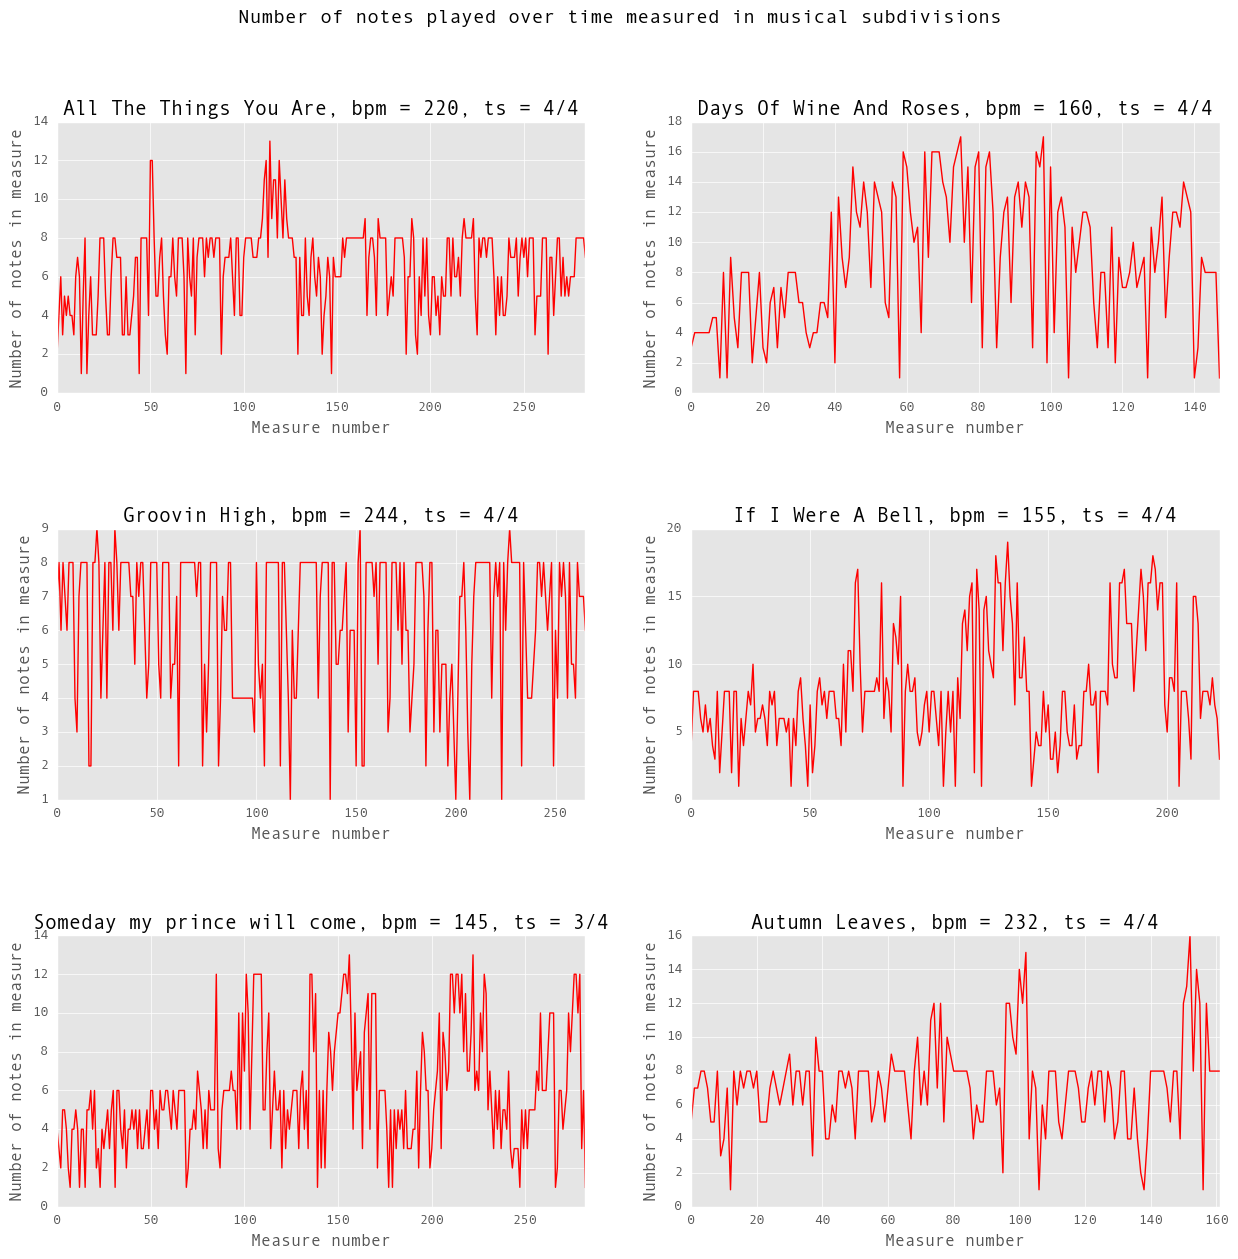 Number of notes played over time measured in musical subdivisions
All The Things You Are, bpm = 220, ts = 4/4
Number of notes in measure
14
12
10
8
6
4
2
0
0 50 100 150 200 250
Measure number
Days Of Wine And Roses, bpm = 160, ts = 4/4
Number of notes in measure
18
16
14
12
10
8
6
4
2
0
0 20 40 60 80 100 120 140
Measure number
Groovin High, bpm = 244, ts = 4/4
Number of notes in measure
9
8
7
6
5
4
3
2
1
0 50 100 150 200 250
Measure number
If I Were A Bell, bpm = 155, ts = 4/4
Number of notes in measure
20
15
10
5
0
0 50 100 150 200
Measure number
Someday my prince will come, bpm = 145, ts = 3/4
Number of notes in measure
14
12
10
8
6
4
2
0
0 50 100 150 200 250
Measure number
Autumn Leaves, bpm = 232, ts = 4/4
Number of notes in measure
16
14
12
10
8
6
4
2
0
0 20 40 60 80 100 120 140 160
Measure number